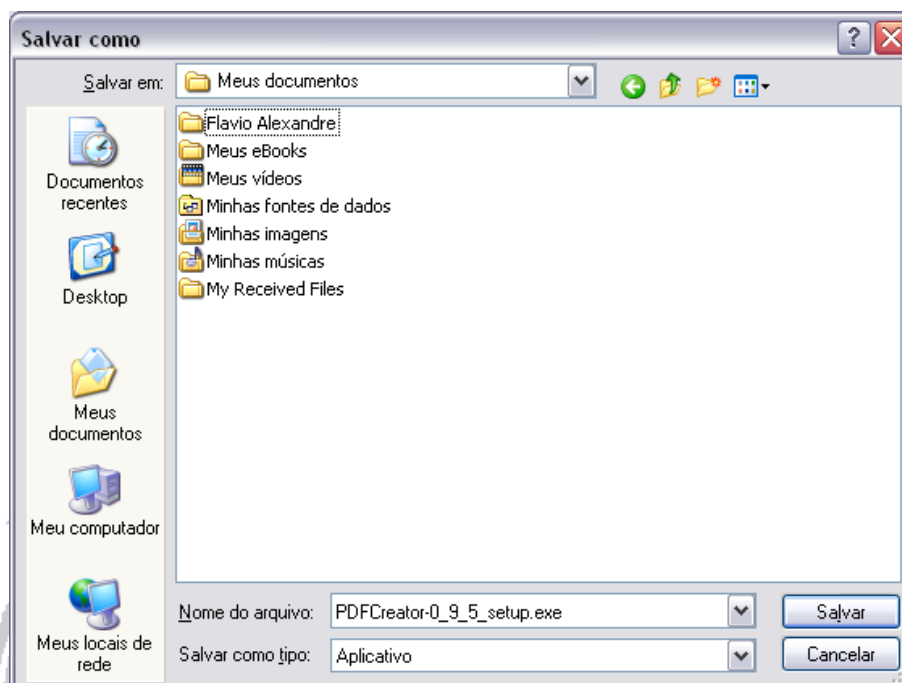 Salvar como
Salvar em: Meus documentos
Flavio Alexandre
Meus eBooks
Meus vídeos
Minhas fontes de dados
Minhas imagens
Minhas músicas
My Received Files
Documentos
recentes
Desktop
Meus
documentos
Meu computador
Meus locais de
rede
Nome do arquivo: PDFCreator-0_9_5_setup.exe Salvar
Salvar como tipo: Aplicativo Cancelar